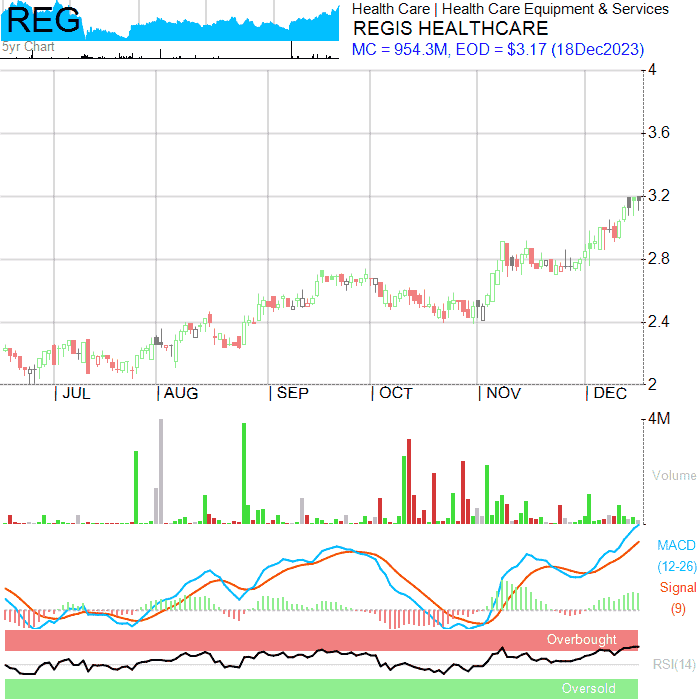 REG
5yr Chart
Health Care | Health Care Equipment & Services
REGIS HEALTHCARE
MC = 954.3M, EOD = $3.17 (18Dec2023)
4
3.6
3.2
2.8
2.4
2
JUL
AUG
SEP
OCT
NOV
DEC
4M
Volume
MACD
(12-26)
Signal
(9)
Overbought
RSI(14)
Oversold